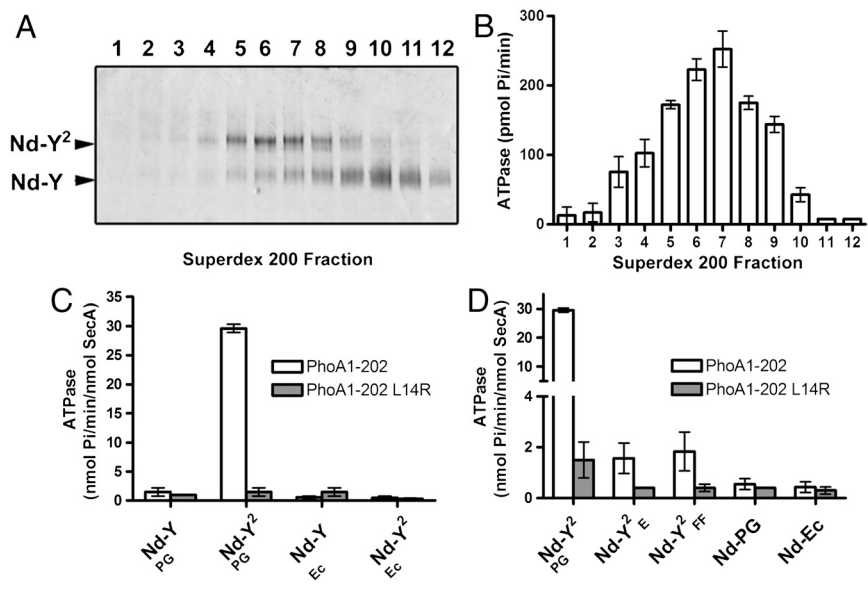 A
1 2 3 4 5 6 7 8 9 10 11 12
Nd-Y²
Nd-Y
Superdex 200 Fraction
B
ATPase (pmol Pi/min)
300
200
100
0
1 2 3 4 5 6 7 8 9 10 11 12
Superdex 200 Fraction
C
ATPase
(nmol Pi/min/nmol SecA)
35
30
25
20
15
10
5
0
PhoA1-202
PhoA1-202 L14R
Nd-Y PG
Nd-Y² PG
Nd-Y Ec
Nd-Y² Ec
D
ATPase
(nmol Pi/min/nmol SecA)
30
20
10
4
2
0
PhoA1-202
PhoA1-202 L14R
Nd-Y² PG
Nd-Y² E
Nd-Y² FF
Nd-PG
Nd-Ec